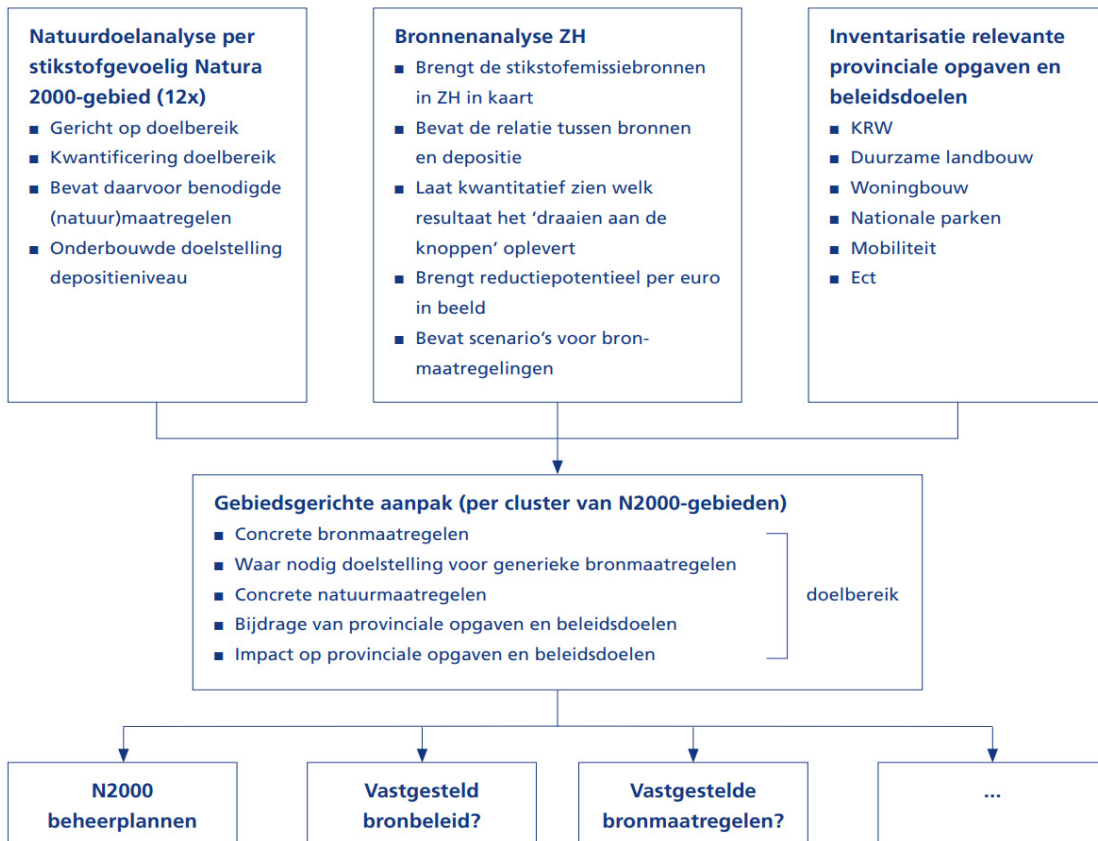 Natuurdoelanalyse per
stikstofgevoelig Natura
2000-gebied (12x)
■ Gericht op doelbereik
■ Kwantificering doelbereik
■ Bevat daarvoor benodigde
(natuur)maatregelen
■ Onderbouwde doelstelling
depositieniveau
Bronnenanalyse ZH
■ Brengt de stikstofemissiebronnen
in ZH in kaart
■ Bevat de relatie tussen bronnen
en depositie
■ Laat kwantitatief zien welk
resultaat het ‘draaien aan de
knoppen’ oplevert
■ Brengt reductiepotentieel per euro
in beeld
■ Bevat scenario’s voor bron-
maatregelingen
Inventarisatie relevante
provinciale opgaven en
beleidsdoelen
■ KRW
■ Duurzame landbouw
■ Woningbouw
■ Nationale parken
■ Mobiliteit
■ Ect
Gebiedsgerichte aanpak (per cluster van N2000-gebieden)
■ Concrete bronmaatregelen
■ Waar nodig doelstelling voor generieke bronmaatregelen
■ Concrete natuurmaatregelen
■ Bijdrage van provinciale opgaven en beleidsdoelen
■ Impact op provinciale opgaven en beleidsdoelen
doelbereik
N2000
beheerplannen
Vastgesteld
bronbeleid?
Vastgestelde
bronmaatregelen?
...